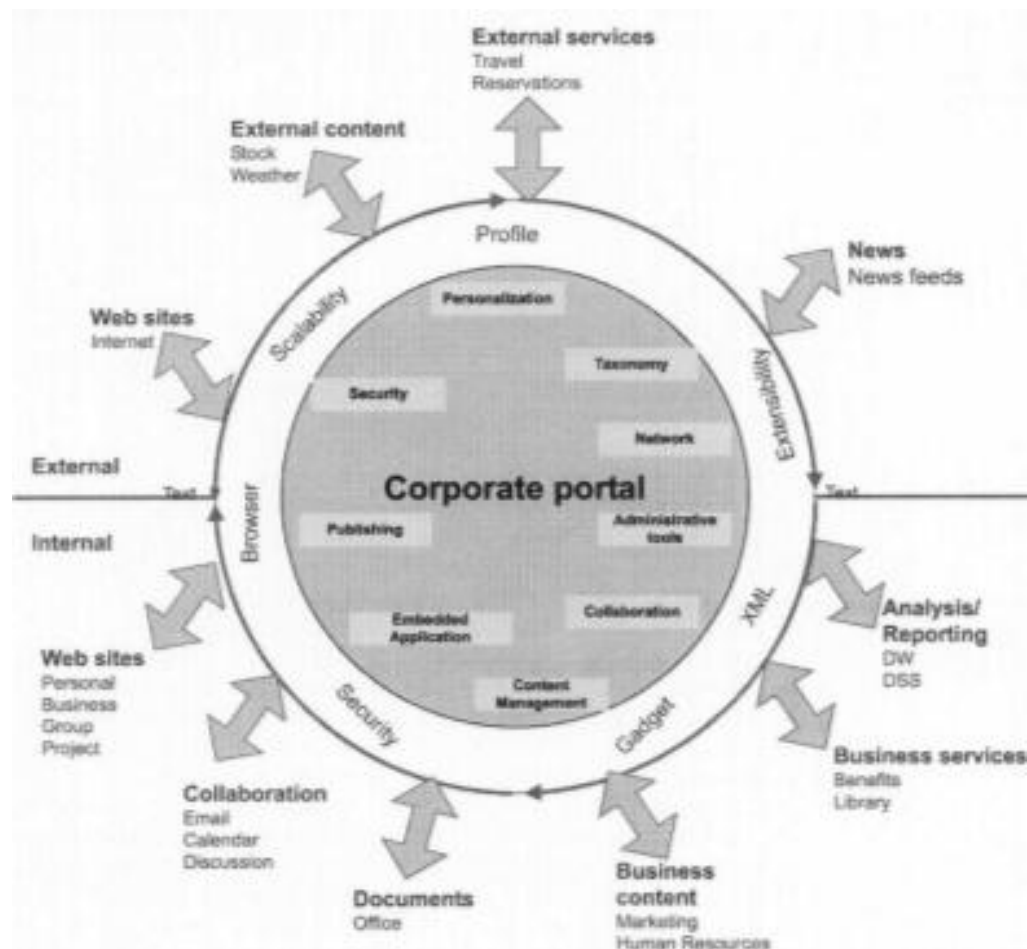 External services
Travel
Reservations
External content
Stock
Weather
Profile
News
News feeds
Personalization
Scalability
Web sites
Internet
Taxonomy
Security
Extensibility
Network
External
Text
Corporate portal
Text
Internal
Browser
Publishing
Administrative
tools
XML
Embedded
Application
Collaboration
Analysis/
Reporting
DW
DSS
Web sites
Personal
Business
Group
Project
Security
Content
Management
Gadget
Business services
Benefits
Library
Collaboration
Email
Calendar
Discussion
Documents
Office
Business
content
Marketing
Human Resources